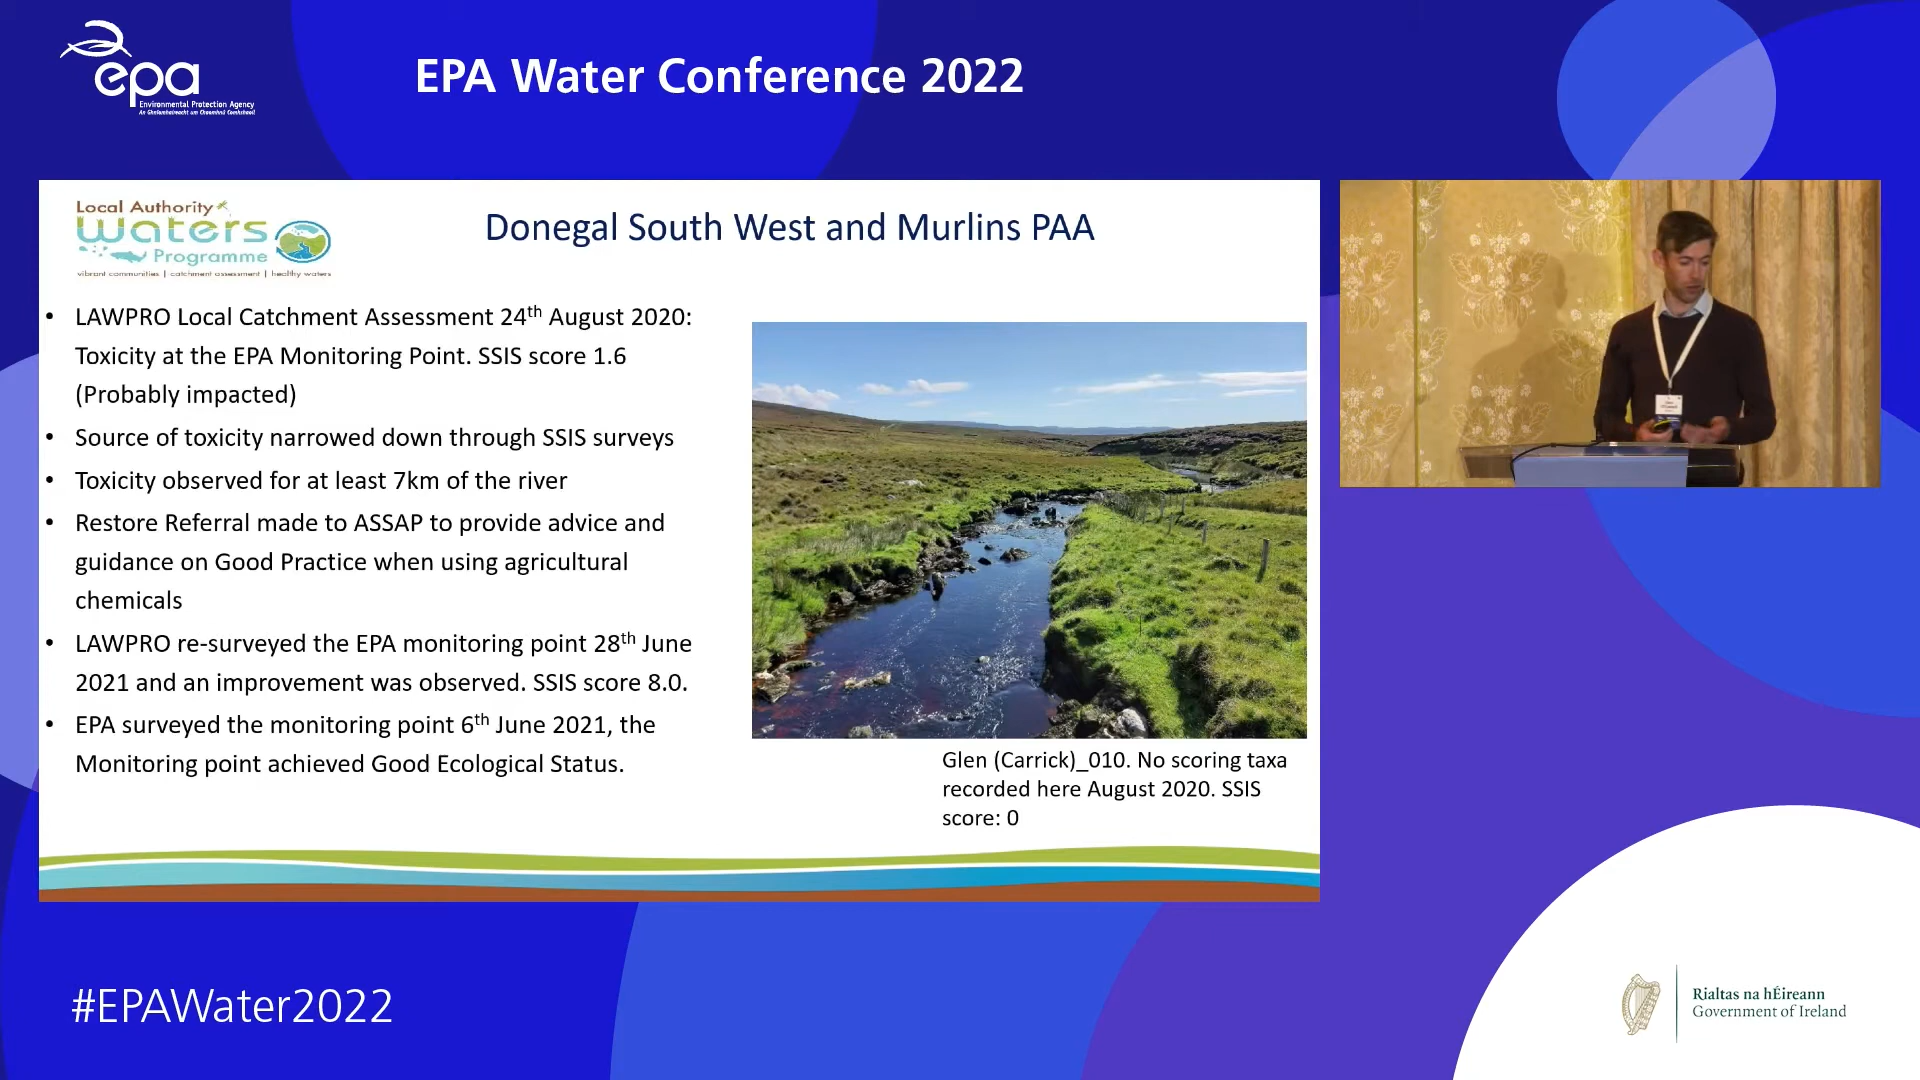 epa
Environmental Protection Agency
An Ghníomhaireacht um Chaomhnú Comhshaoil
EPA Water Conference 2022
Local Authority
Waters
Programme
vibrant communities | catchment assessment | healthy waters
Donegal South West and Murlins PAA
• LAWPRO Local Catchment Assessment 24th August 2020:
Toxicity at the EPA Monitoring Point. SSIS score 1.6
(Probably impacted)
• Source of toxicity narrowed down through SSIS surveys
• Toxicity observed for at least 7km of the river
• Restore Referral made to ASSAP to provide advice and
guidance on Good Practice when using agricultural
chemicals
• LAWPRO re-surveyed the EPA monitoring point 28th June
2021 and an improvement was observed. SSIS score 8.0.
• EPA surveyed the monitoring point 6th June 2021, the
Monitoring point achieved Good Ecological Status.
Glen (Carrick)_010. No scoring taxa
recorded here August 2020. SSIS
score: 0
#EPAWater2022
Rialtas na hÉireann
Government of Ireland